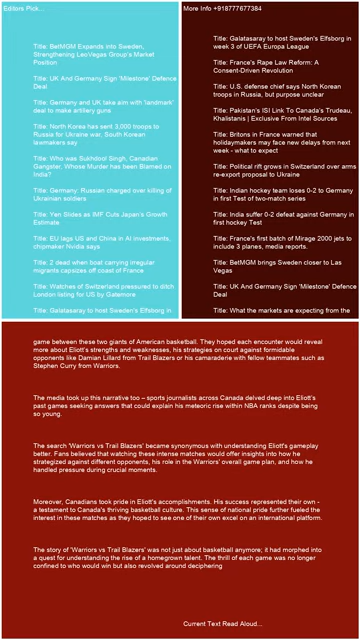 Editors Pick...
Title: BetMGM Expands into Sweden,
Strengthening LeoVegas Group's Market
Position
Title: UK And Germany Sign 'Milestone' Defence
Deal
Title: Germany and UK take aim with 'landmark'
deal to make artillery guns
Title: North Korea has sent 3,000 troops to
Russia for Ukraine war, South Korean
lawmakers say
Title: Who was Sukhdool Singh, Canadian
Gangster, Whose Murder has been Blamed on
India?
Title: Germany: Russian charged over killing of
Ukrainian soldiers
Title: Yen Slides as IMF Cuts Japan's Growth
Estimate
Title: EU lags US and China in AI investments,
chipmaker Nvidia says
Title: 2 dead when boat carrying irregular
migrants capsizes off coast of France
Title: Watches of Switzerland pressured to ditch
London listing for US by Gatemore
Title: Galatasaray to host Sweden's Elfsborg in
More Info +918777677384
Title: Galatasaray to host Sweden's Elfsborg in
week 3 of UEFA Europa League
Title: France's Rape Law Reform: A
Consent-Driven Revolution
Title: U.S. defense chief says North Korean
troops in Russia, but purpose unclear
Title: Pakistan's ISI Link To Canada's Trudeau,
Khalistanis | Exclusive From Intel Sources
Title: Britons in France warned that
holidaymakers may face new delays from next
week - what to expect
Title: Political rift grows in Switzerland over arms
re-export proposal to Ukraine
Title: Indian hockey team loses 0-2 to Germany
in first Test of two-match series
Title: India suffer 0-2 defeat against Germany in
first hockey Test
Title: France's first batch of Mirage 2000 jets to
include 3 planes, media reports.
Title: BetMGM brings Sweden closer to Las
Vegas
Title: UK And Germany Sign 'Milestone' Defence
Deal
Title: What the markets are expecting from the
game between these two giants of American basketball. They hoped each encounter would reveal
more about Eliott's strengths and weaknesses, his strategies on court against formidable
opponents like Damian Lillard from Trail Blazers or his camaraderie with fellow teammates such as
Stephen Curry from Warriors.
The media took up this narrative too – sports journalists across Canada delved deep into Eliott's
past games seeking answers that could explain his meteoric rise within NBA ranks despite being
so young.
The search 'Warriors vs Trail Blazers' became synonymous with understanding Eliott's gameplay
better. Fans believed that watching these intense matches would offer insights into how he
strategized against different opponents, his role in the Warriors' overall game plan, and how he
handled pressure during crucial moments.
Moreover, Canadians took pride in Eliott's accomplishments. His success represented their own -
a testament to Canada's thriving basketball culture. This sense of national pride further fueled the
interest in these matches as they hoped to see one of their own excel on an international platform.
The story of 'Warriors vs Trail Blazers' was not just about basketball anymore; it had morphed into
a quest for understanding the rise of a homegrown talent. The thrill of each game was no longer
confined to who would win but also revolved around deciphering
Current Text Read Aloud...